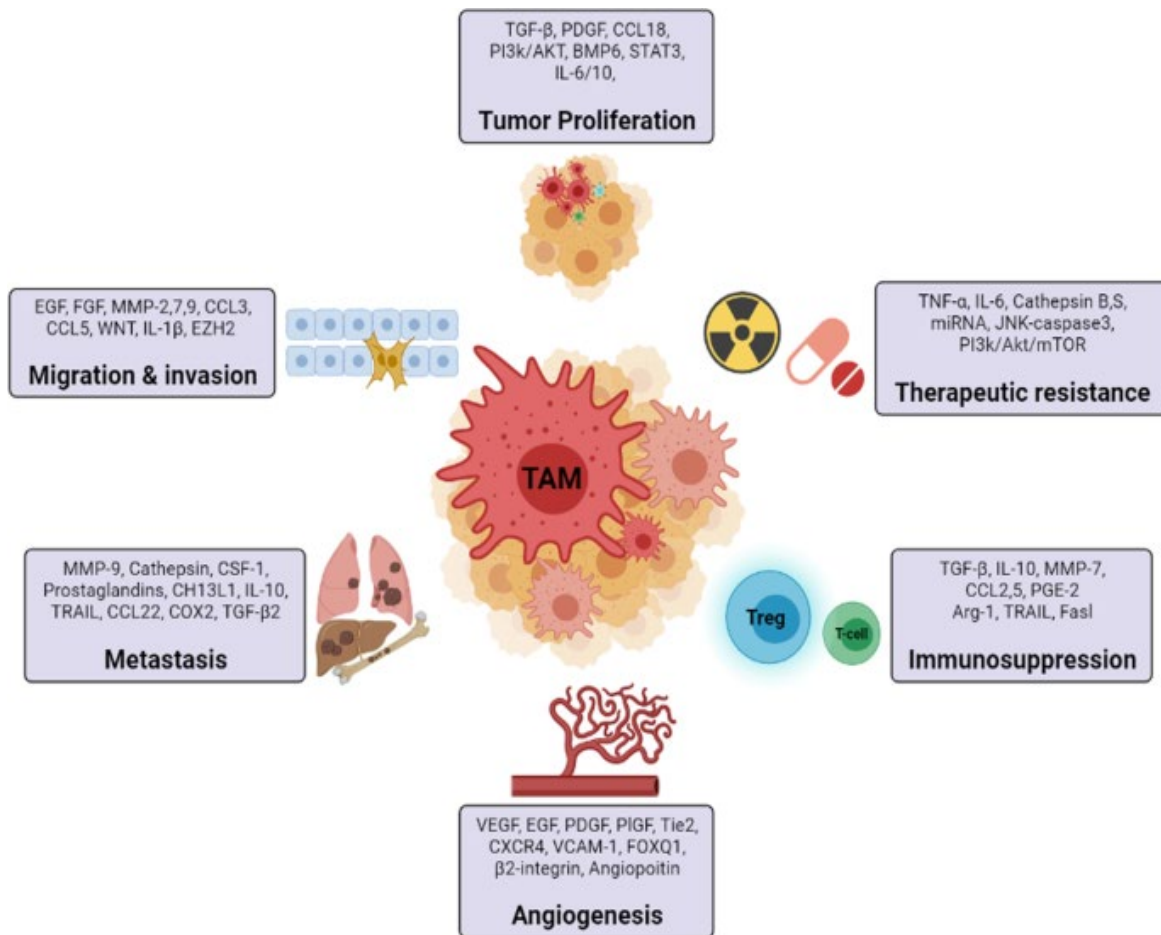 TGF-β, PDGF, CCL18,
PI3k/AKT, BMP6, STAT3,
IL-6/10,
Tumor Proliferation
EGF, FGF, MMP-2,7,9, CCL3,
CCL5, WNT, IL-1β, EZH2
Migration & invasion
TNF-α, IL-6, Cathepsin B,S,
miRNA, JNK-caspase3,
PI3k/Akt/mTOR
Therapeutic resistance
TAM
MMP-9, Cathepsin, CSF-1,
Prostaglandins, CH13L1, IL-10,
TRAIL, CCL22, COX2, TGF-β2
Metastasis
Treg
T-cell
TGF-β, IL-10, MMP-7,
CCL2,5, PGE-2
Arg-1, TRAIL, Fasl
Immunosuppression
VEGF, EGF, PDGF, PlGF, Tie2,
CXCR4, VCAM-1, FOXQ1,
β2-integrin, Angiopoitin
Angiogenesis